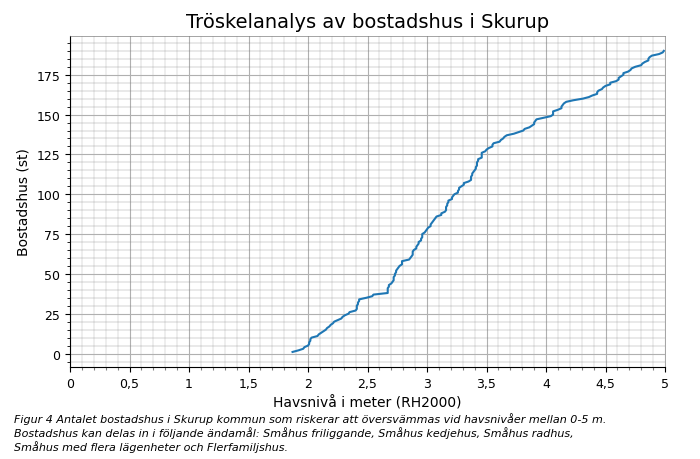 Tröskelanalys av bostadshus i Skurup
Bostadshus (st)
175
150
125
100
75
50
25
0
0 0,5 1 1,5 2 2,5 3 3,5 4 4,5 5
Havsnivå i meter (RH2000)
Figur 4 Antalet bostadshus i Skurup kommun som riskerar att översvämmas vid havsnivåer mellan 0-5 m.
Bostadshus kan delas in i följande ändamål: Småhus friliggande, Småhus kedjehus, Småhus radhus,
Småhus med flera lägenheter och Flerfamiljshus.